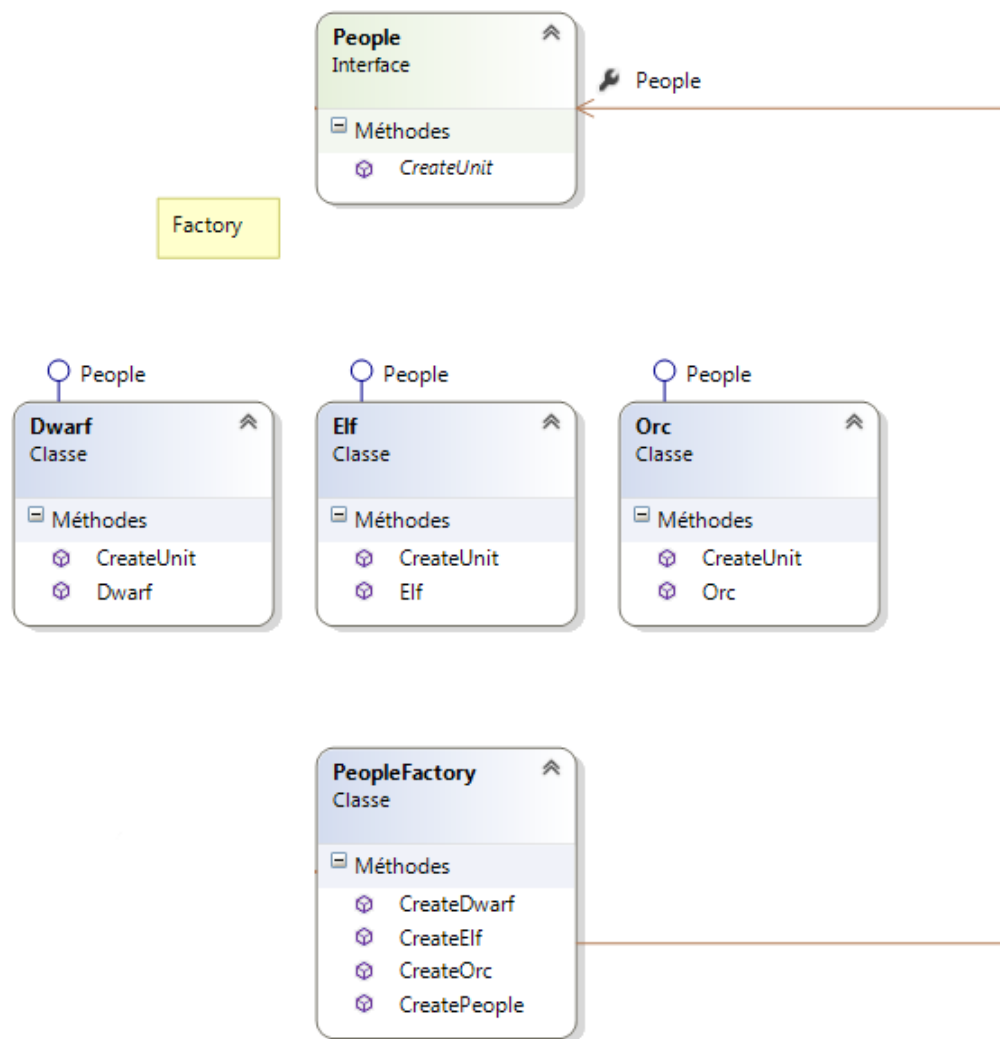 People
Interface
People
Méthodes
CreateUnit
Factory
People
People
People
Dwarf
Classe
Méthodes
CreateUnit
Dwarf
Elf
Classe
Méthodes
CreateUnit
Elf
Orc
Classe
Méthodes
CreateUnit
Orc
PeopleFactory
Classe
Méthodes
CreateDwarf
CreateElf
CreateOrc
CreatePeople